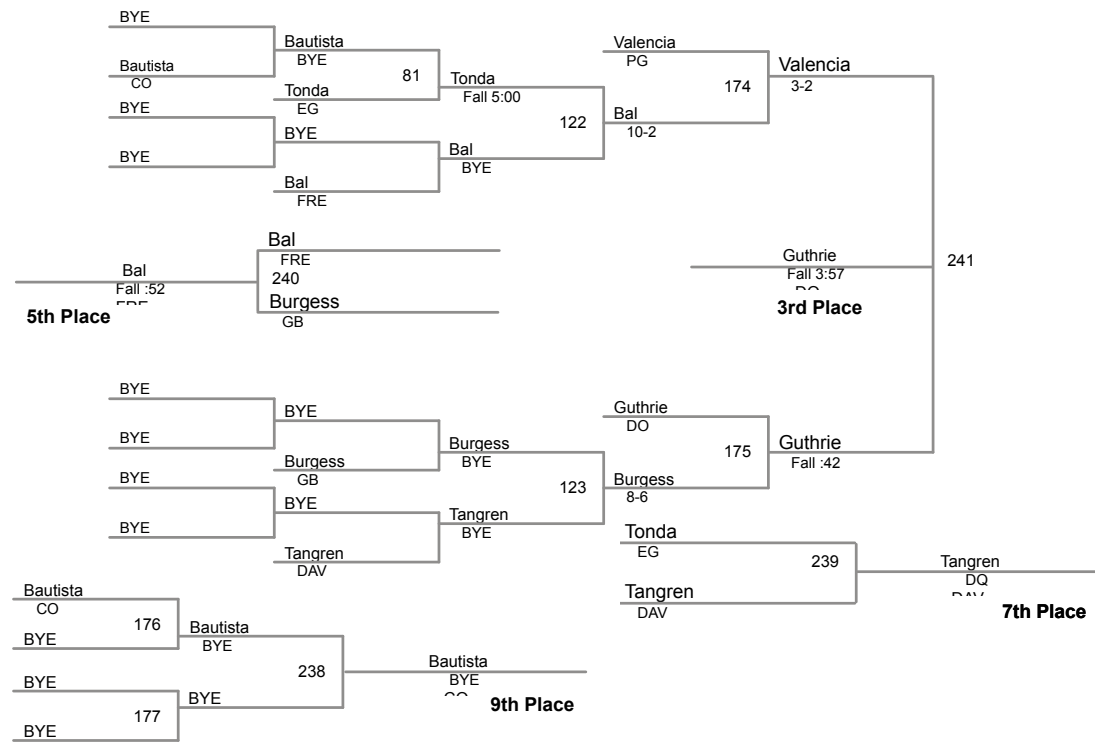 BYE
Bautista
CO
BYE
BYE
Bautista
BYE
81
Tonda
EG
BYE
Bal
FRE
Tonda
Fall 5:00
122
Bal
BYE
Valencia
PG
174
Bal
10-2
Valencia
3-2
Bal
FRE
240
Burgess
GB
Bal
Fall :52
5th Place
Guthrie
Fall 3:57
3rd Place
241
BYE
BYE
BYE
BYE
BYE
Burgess
GB
BYE
Tangren
DAV
Burgess
BYE
123
Tangren
BYE
Guthrie
DO
175
Burgess
8-6
Guthrie
Fall :42
Tonda
EG
239
Tangren
DAV
Tangren
DQ
7th Place
Bautista
CO
176
BYE
BYE
177
BYE
Bautista
BYE
238
BYE
Bautista
BYE
9th Place